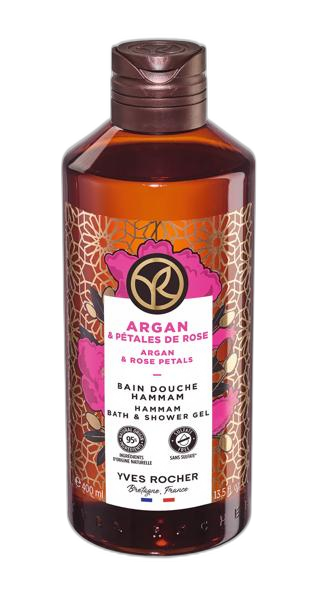 ARGAN
& PÉTALES DE ROSE
ARGAN
& ROSE PETALS
BAIN DOUCHE
HAMMAM
HAMMAM
BATH & SHOWER GEL
95%
INGRÉDIENTS
D'ORIGINE NATURELLE
SANS SULFATE*
e 400 ml
YVES ROCHER
Bretagne, France
13.5